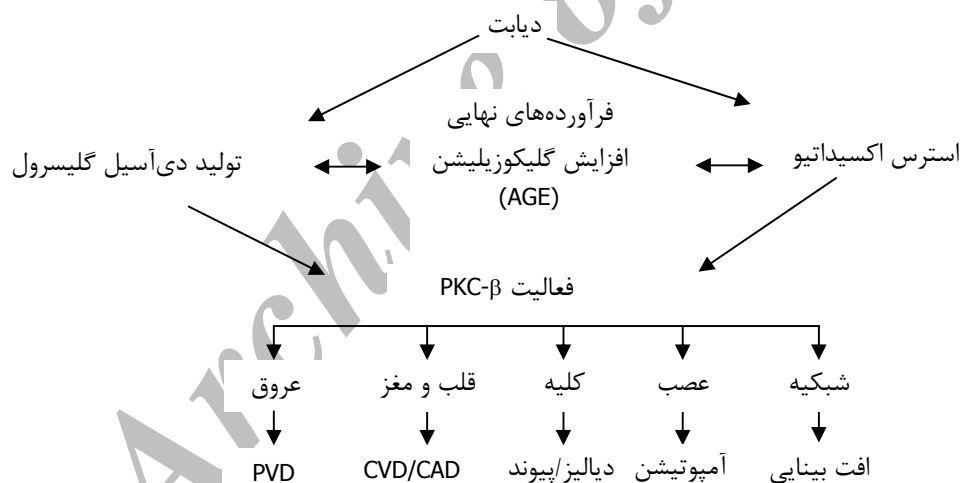 دیابت
فرآورده‌های نهایی
استرس اکسیداتیو
افزایش گلیکوزیلیشن
تولید دی‌آسیل گلیسرول
(AGE)
فعالیت PKC-β
شبکیه
عصب
کلیه
قلب و مغز
عروق
افت بینایی
آمپوتیشن
دیالیز/پیوند
CVD/CAD
PVD